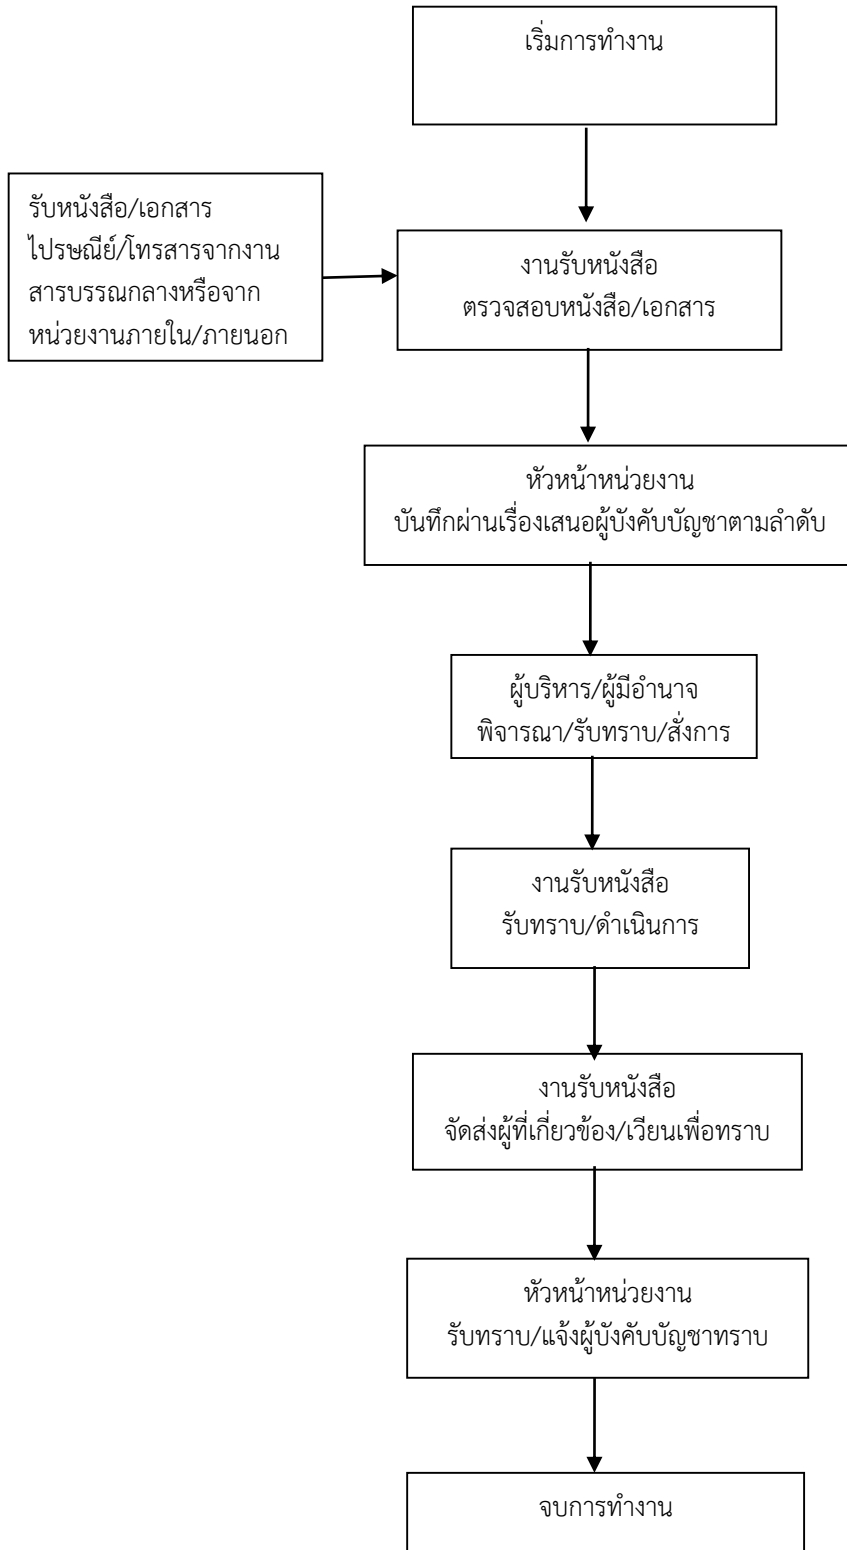 เริ่มการทำงาน
รับหนังสือ/เอกสาร
ไปรษณีย์/โทรสารจากงาน
สารบรรณกลางหรือจาก
หน่วยงานภายใน/ภายนอก
งานรับหนังสือ
ตรวจสอบหนังสือ/เอกสาร
หัวหน้าหน่วยงาน
บันทึกผ่านเรื่องเสนอผู้บังคับบัญชาตามลำดับ
ผู้บริหาร/ผู้มีอำนาจ
พิจารณา/รับทราบ/สั่งการ
งานรับหนังสือ
รับทราบ/ดำเนินการ
งานรับหนังสือ
จัดส่งผู้ที่เกี่ยวข้อง/เวียนเพื่อทราบ
หัวหน้าหน่วยงาน
รับทราบ/แจ้งผู้บังคับบัญชาทราบ
จบการทำงาน